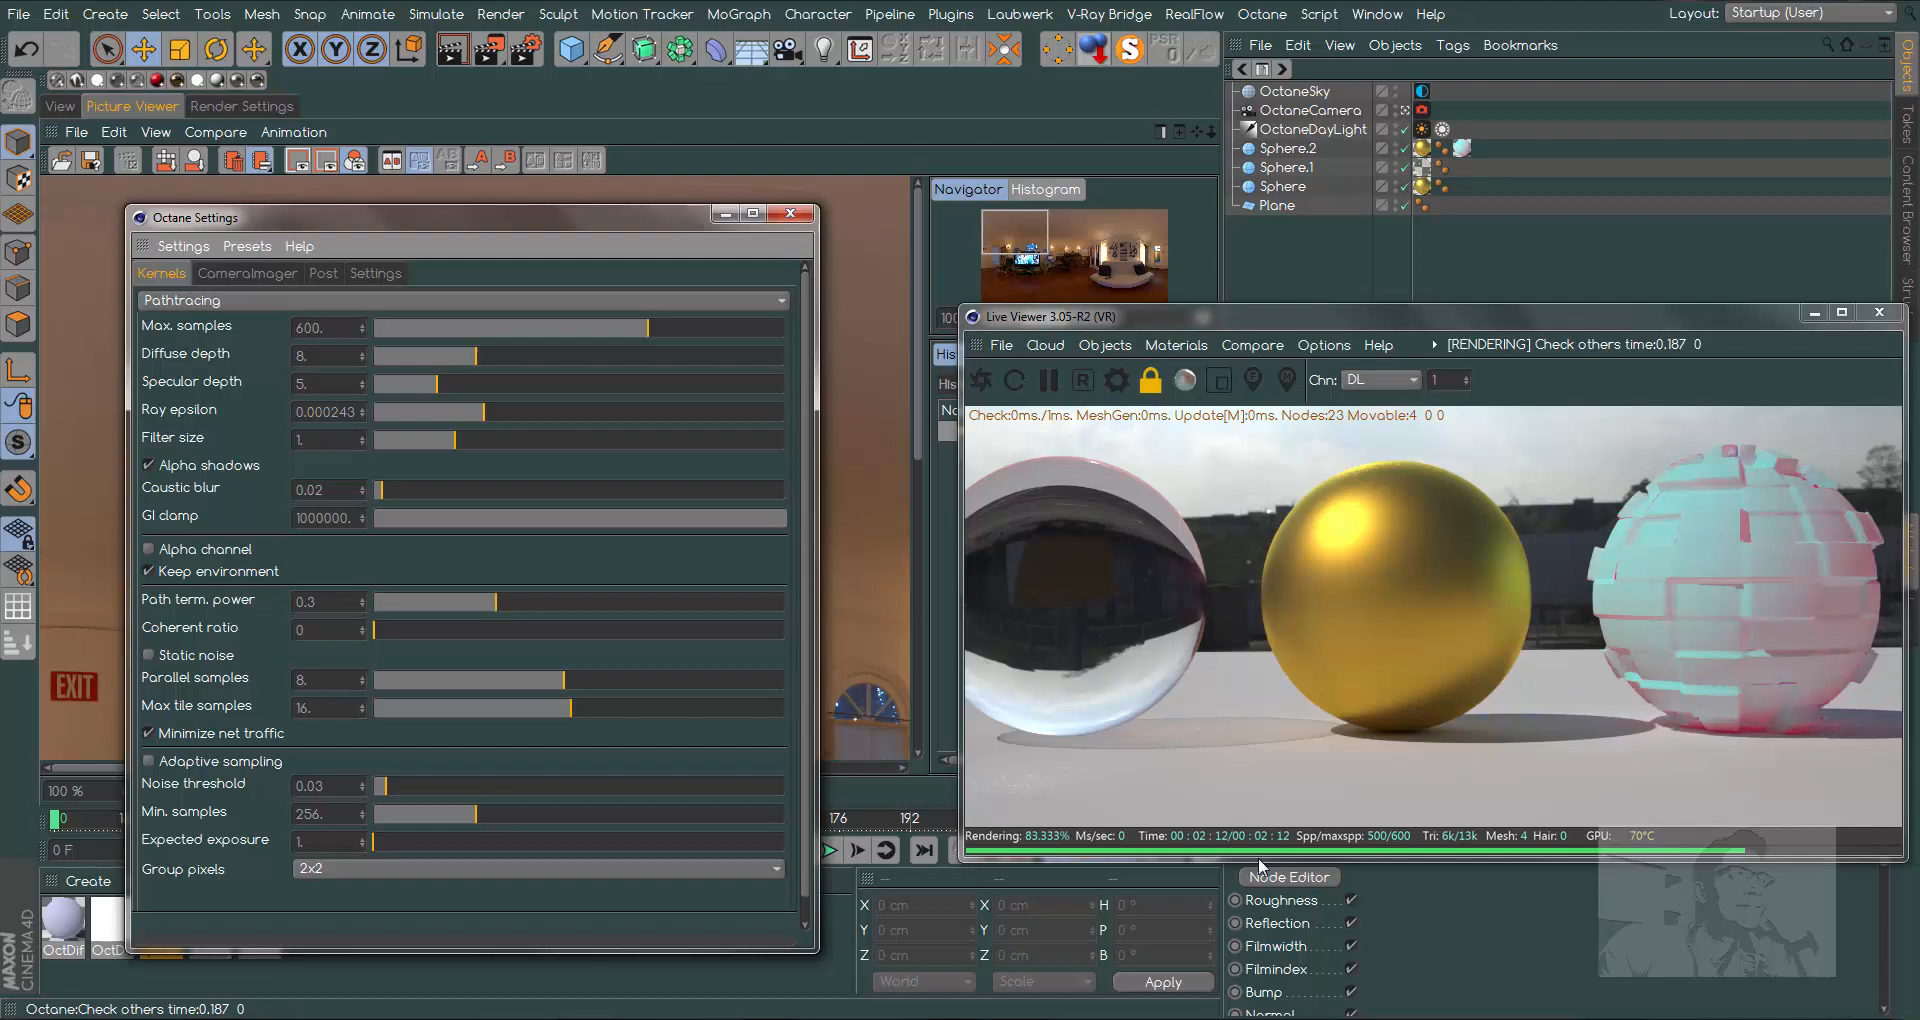 File Edit Create Select Tools Mesh Snap Animate Simulate Render Sculpt Motion Tracker MoGraph Character Pipeline Plugins Laubwerk V-Ray Bridge RealFlow Octane Script Window Help Layout: Startup (User)
X Y Z S PSR 0
File Edit View Objects Tags Bookmarks
View Picture Viewer Render Settings
File Edit View Compare Animation
OctaneSky
OctaneCamera
OctaneDayLight
Sphere.2
Sphere.1
Sphere
Plane
Objects
Takes
Content Browser
Navigator Histogram
Octane Settings
Settings Presets Help
Kernels CameraImager Post Settings
Pathtracing
Max. samples 600.
Diffuse depth 8.
Specular depth 5.
Ray epsilon 0.000243
Filter size 1.
Alpha shadows
Caustic blur 0.02
GI clamp 1000000.
Alpha channel
Keep environment
Path term. power 0.3
Coherent ratio 0
Static noise
Parallel samples 8.
Max tile samples 16.
Minimize net traffic
Adaptive sampling
Noise threshold 0.03
Min. samples 256.
Expected exposure 1.
Group pixels 2x2
EXIT
Live Viewer 3.05-R2 (VR)
File Cloud Objects Materials Compare Options Help [RENDERING] Check others time:0.187 0
R Chn: DL 1
Check:0ms./1ms. MeshGen:0ms. Update[M]:0ms. Nodes:23 Movable:4 0 0
Rendering: 83.333% Ms/sec: 0 Time: 00 : 02 : 12/00 : 02 : 12 Spp/maxspp: 500/600 Tri: 6k/13k Mesh: 4 Hair: 0 GPU: 70°C
100 %
0 176 192
0 F
Create
OctDif OctD
X 0 cm X 0 cm H 0 °
Y 0 cm Y 0 cm P 0 °
Z 0 cm Z 0 cm B 0 °
World Scale Apply
Node Editor
Roughness
Reflection
Filmwidth
Filmindex
Bump
Normal
MAXON
CINEMA 4D
Octane:Check others time:0.187 0